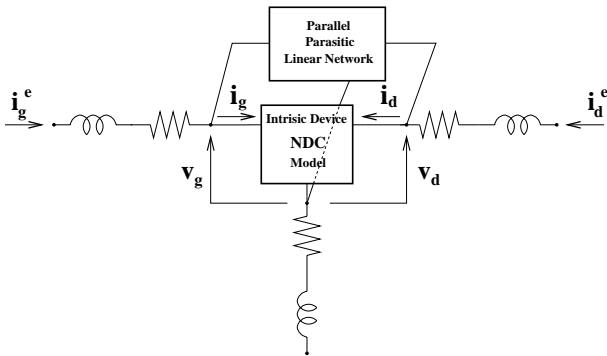 Parallel
Parasitic
Linear Network
i_g^e
i_g
i_d
i_d^e
Intrisic Device
NDC
Model
v_g
v_d